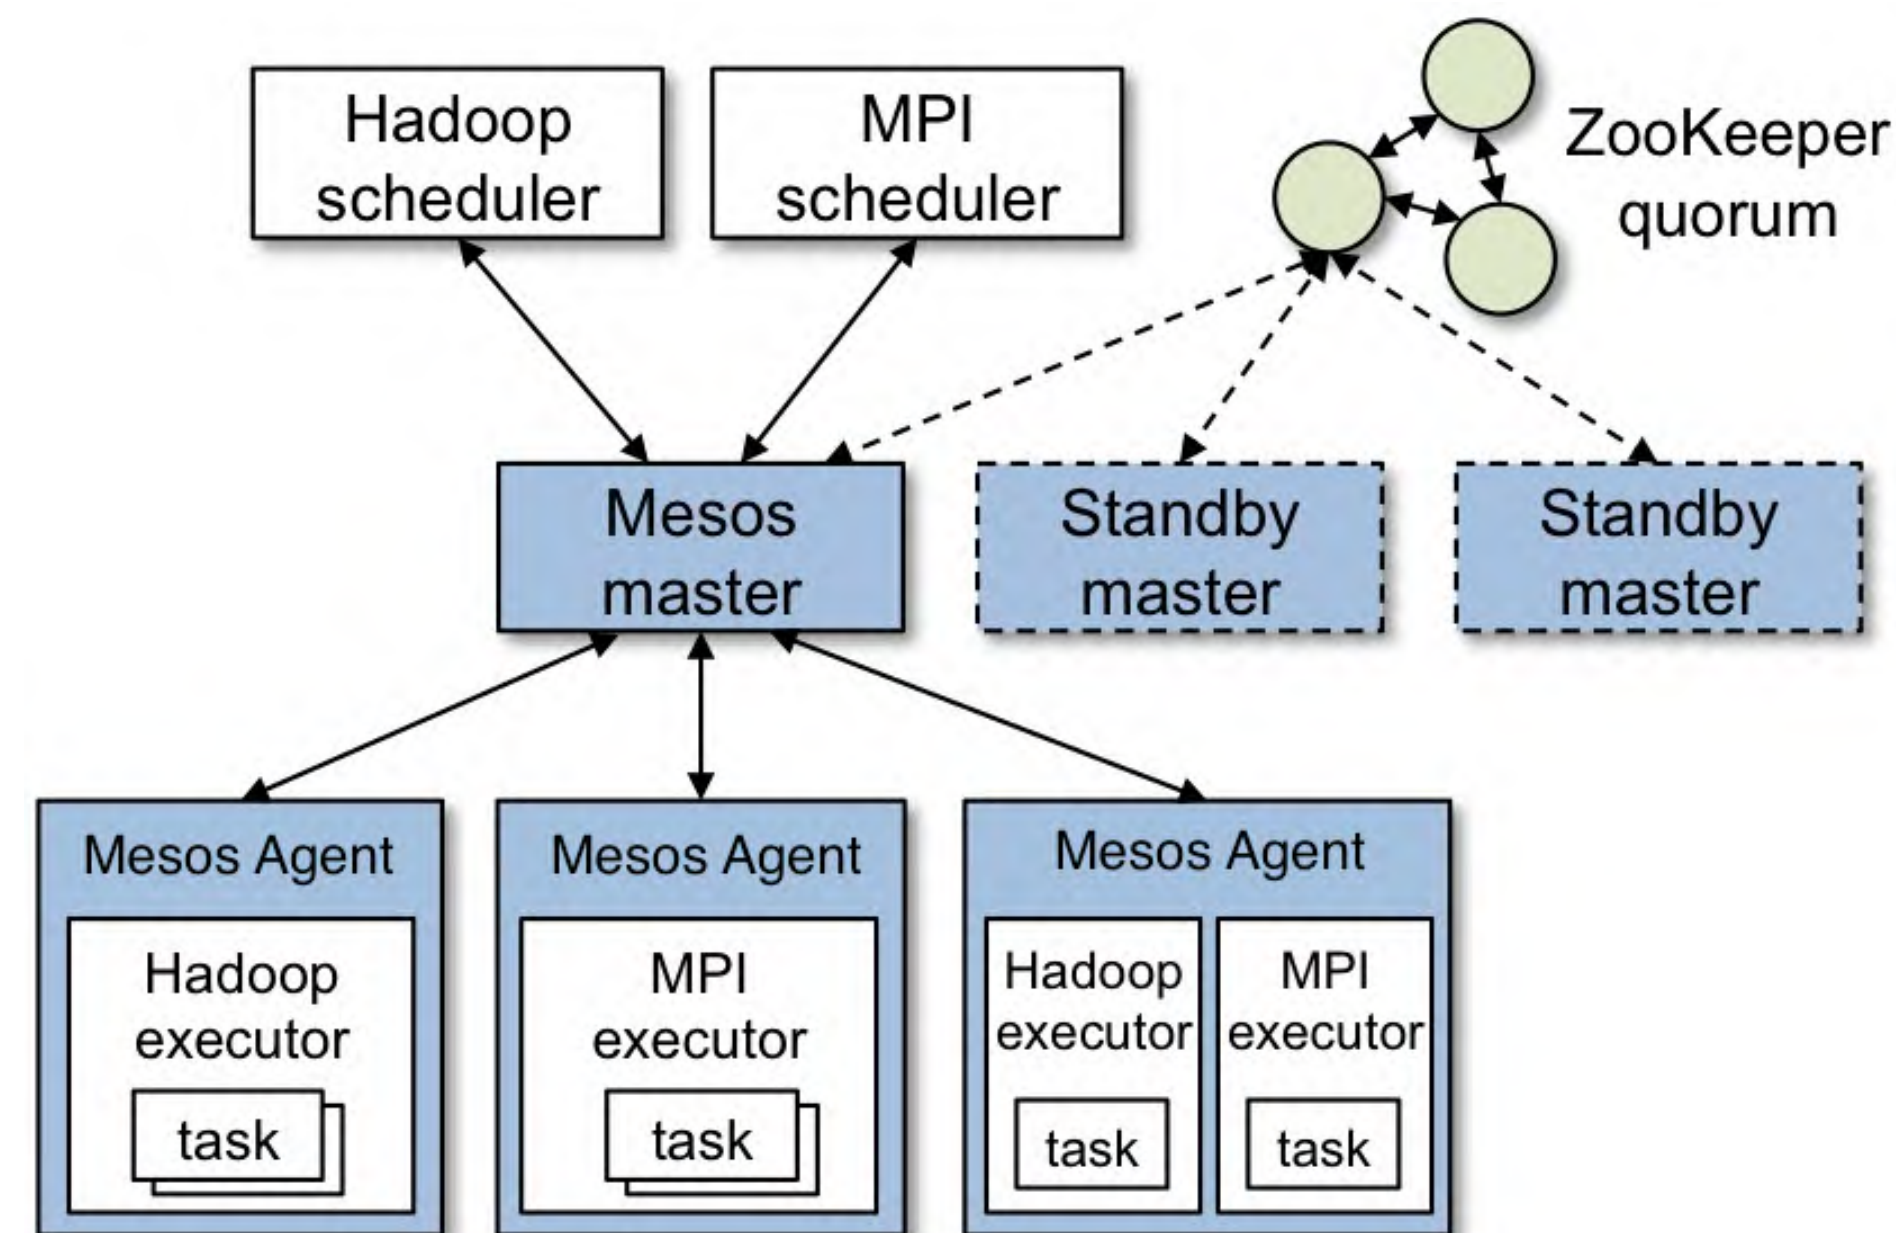 Hadoop
scheduler
MPI
scheduler
ZooKeeper
quorum
Mesos
master
Standby
master
Standby
master
Mesos Agent
Hadoop
executor
task
Mesos Agent
MPI
executor
task
Mesos Agent
Hadoop
executor
task
MPI
executor
task